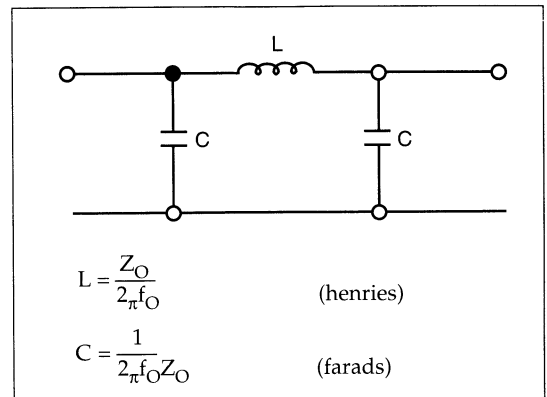 L
C
C
L = Z_O / 2πf_O (henries)
C = 1 / 2πf_O Z_O (farads)